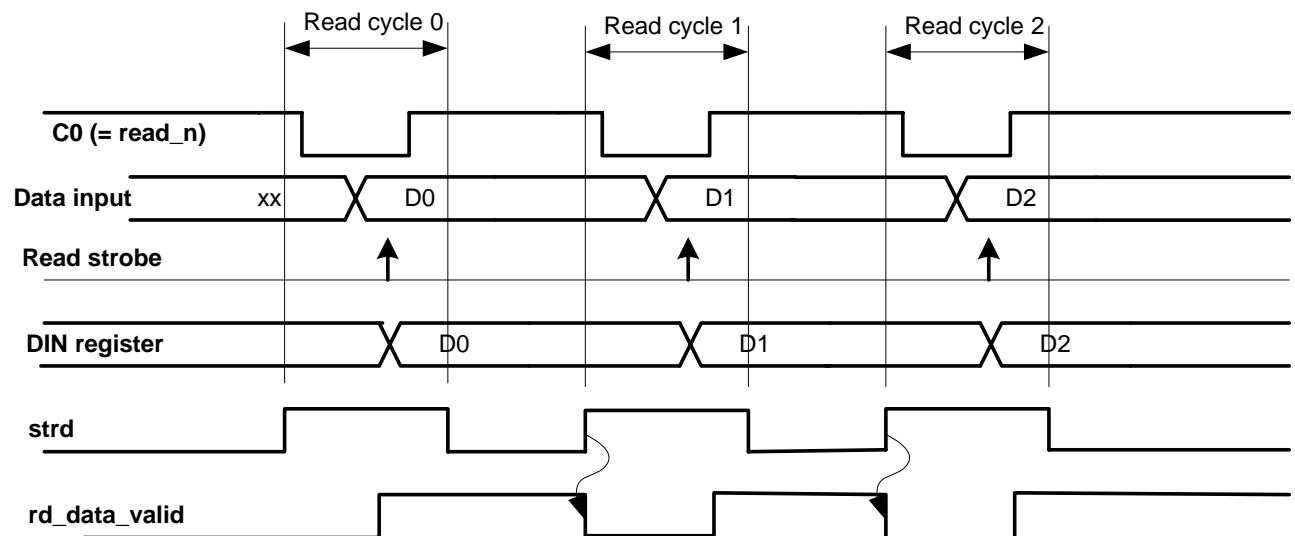 Read cycle 0 Read cycle 1 Read cycle 2
C0 (= read_n)
Data input xx D0 D1 D2
Read strobe
DIN register D0 D1 D2
strd
rd_data_valid